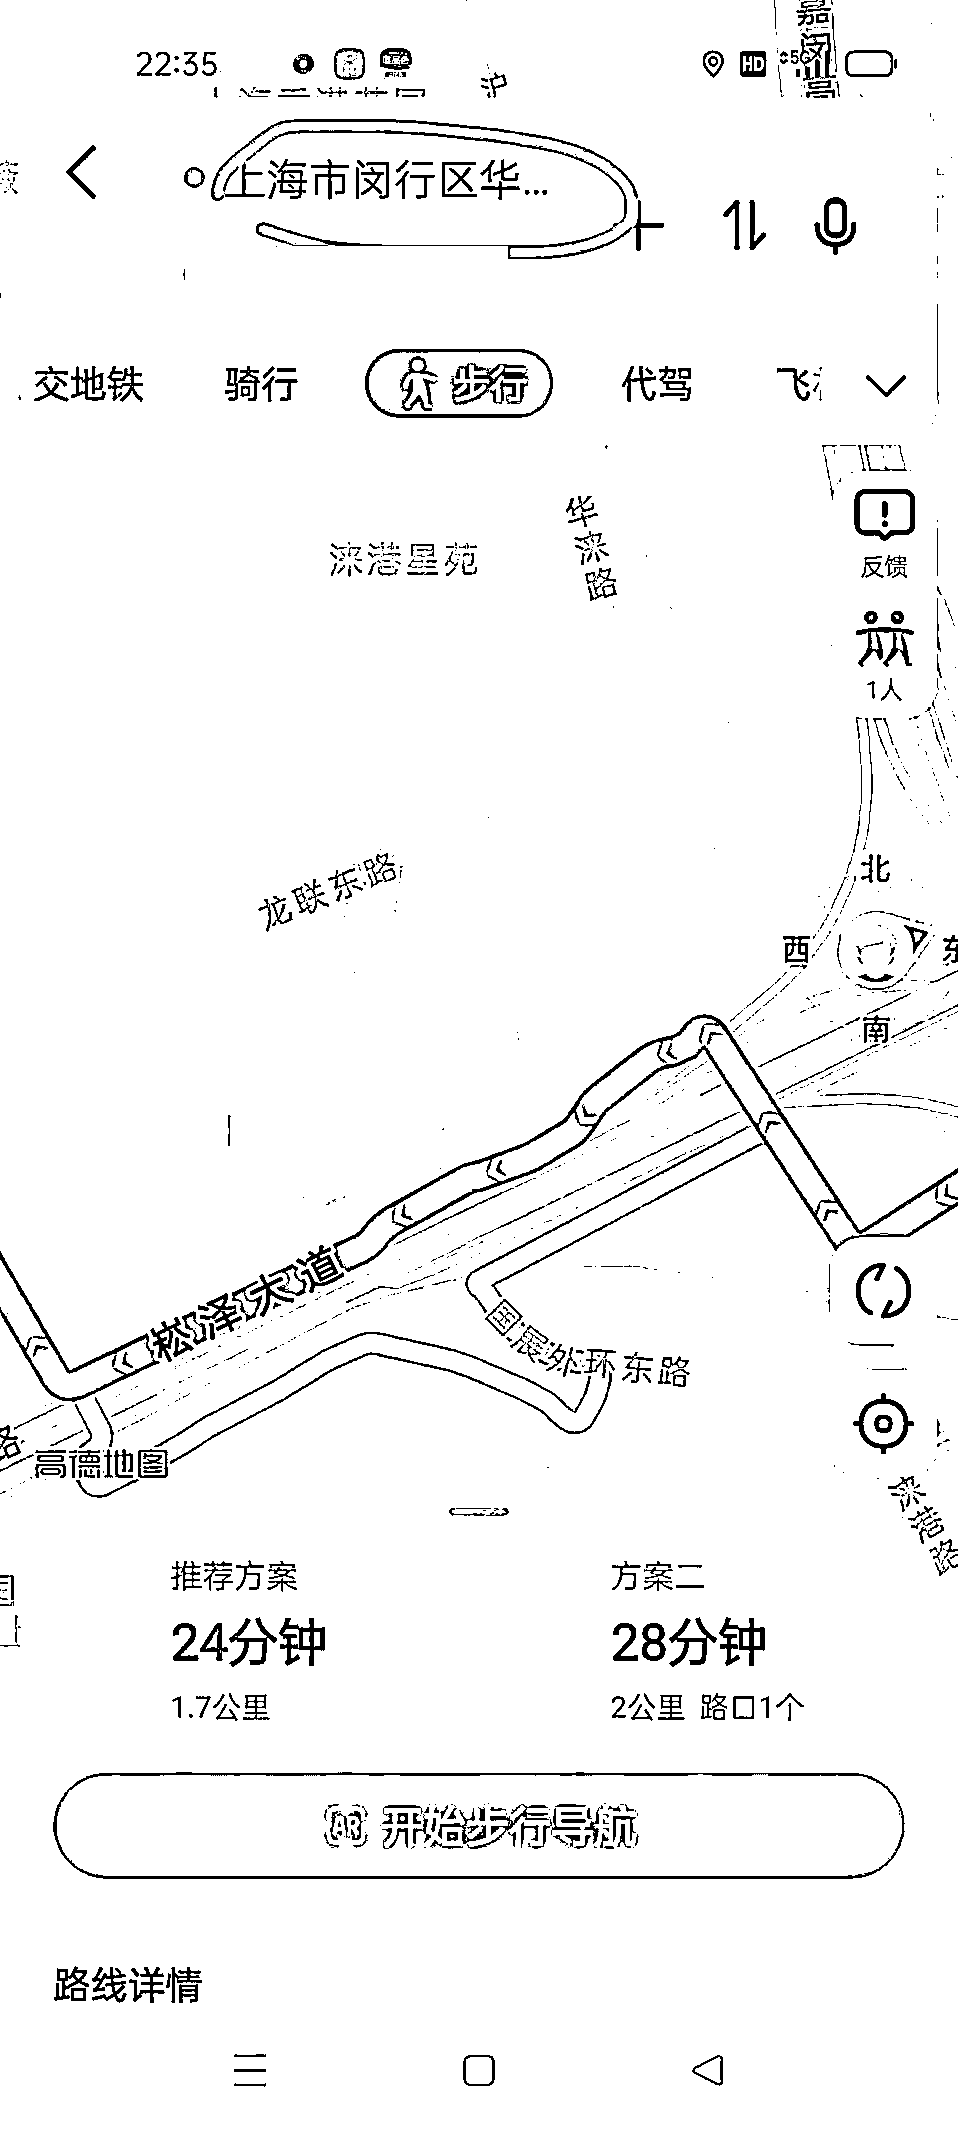 22:35
HD
上海市闵行区华...
交地铁
骑行
步行
代驾
飞
华涞路
涞港星苑
反馈
1人
龙联东路
北
西
南
崧泽大道
国展外环东路
路
高德地图
涞港路
推荐方案
方案二
24分钟
28分钟
1.7公里
2公里 路口1个
AR 开始步行导航
路线详情